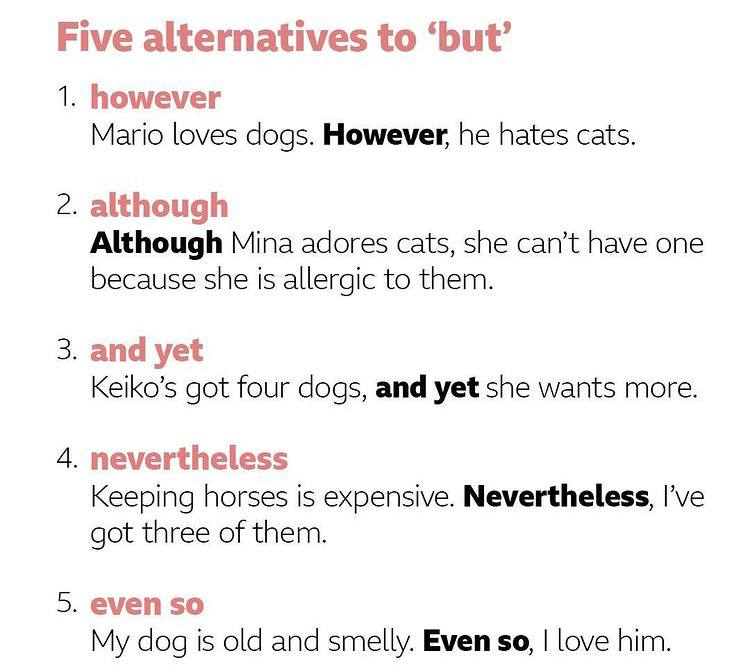 Five alternatives to ‘but’
1. however
Mario loves dogs. However, he hates cats.
2. although
Although Mina adores cats, she can’t have one
because she is allergic to them.
3. and yet
Keiko’s got four dogs, and yet she wants more.
4. nevertheless
Keeping horses is expensive. Nevertheless, I’ve
got three of them.
5. even so
My dog is old and smelly. Even so, I love him.